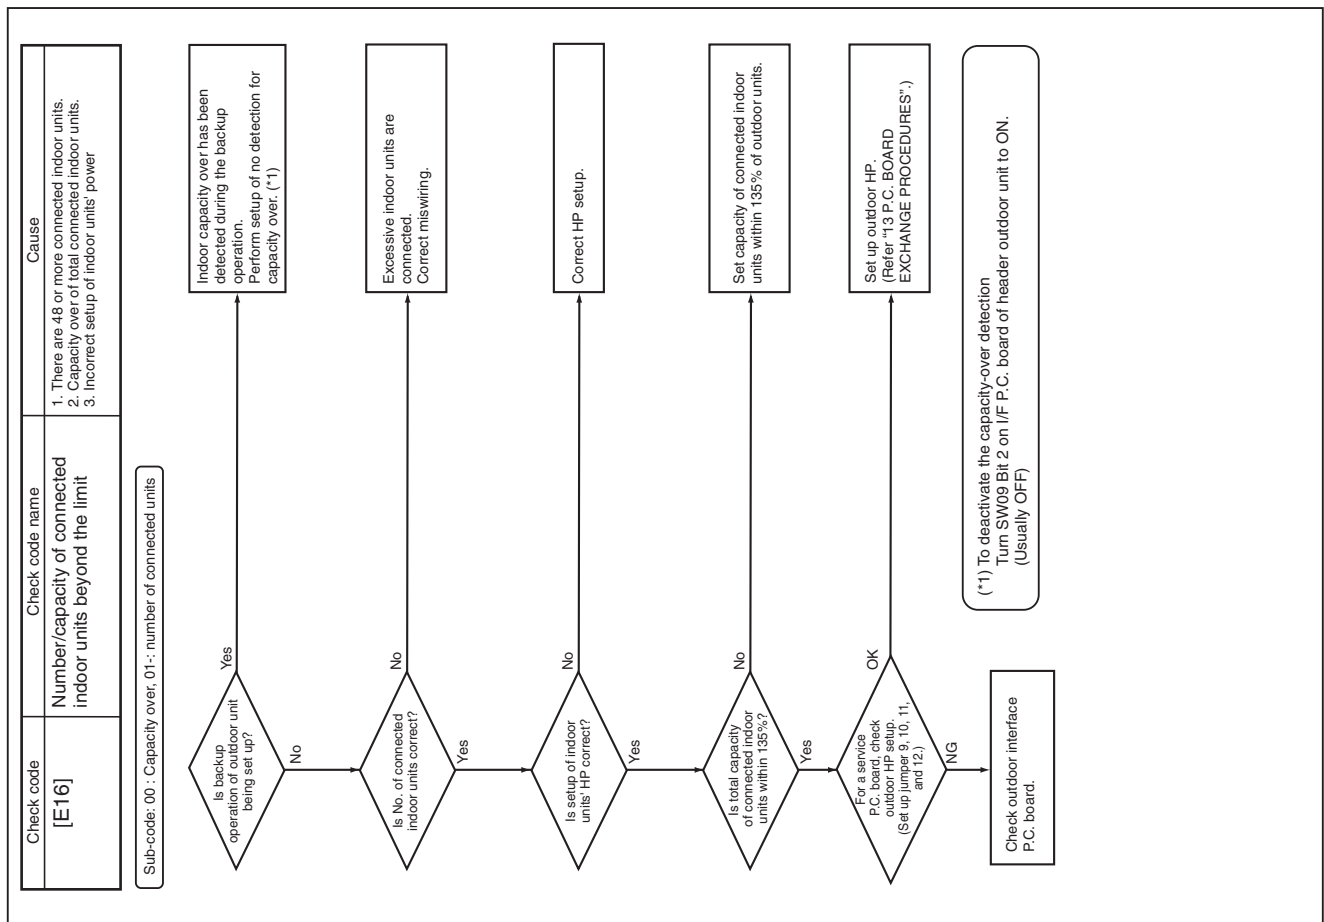 Check code
Check code name
Cause
[E16]
Number/capacity of connected
indoor units beyond the limit
1. There are 48 or more connected indoor units.
2. Capacity over of total connected indoor units.
3. Incorrect setup of indoor units' power
Sub-code: 00 : Capacity over, 01-: number of connected units
Is backup
operation of outdoor unit
being set up?
Yes
Indoor capacity over has been
detected during the backup
operation.
Perform setup of no detection for
capacity over. (*1)
No
Is No. of connected
indoor units correct?
No
Excessive indoor units are
connected.
Correct miswiring.
Yes
Is setup of indoor
units' HP correct?
No
Correct HP setup.
Yes
Is total capacity
of connected indoor
units within 135%?
No
Set capacity of connected indoor
units within 135% of outdoor units.
Yes
For a service
P.C. board, check
outdoor HP setup.
(Set up jumper 9, 10, 11,
and 12.)
OK
Set up outdoor HP.
(Refer “13 P.C. BOARD
EXCHANGE PROCEDURES”.)
NG
Check outdoor interface
P.C. board.
(*1) To deactivate the capacity-over detection
Turn SW09 Bit 2 on I/F P.C. board of header outdoor unit to ON.
(Usually OFF)